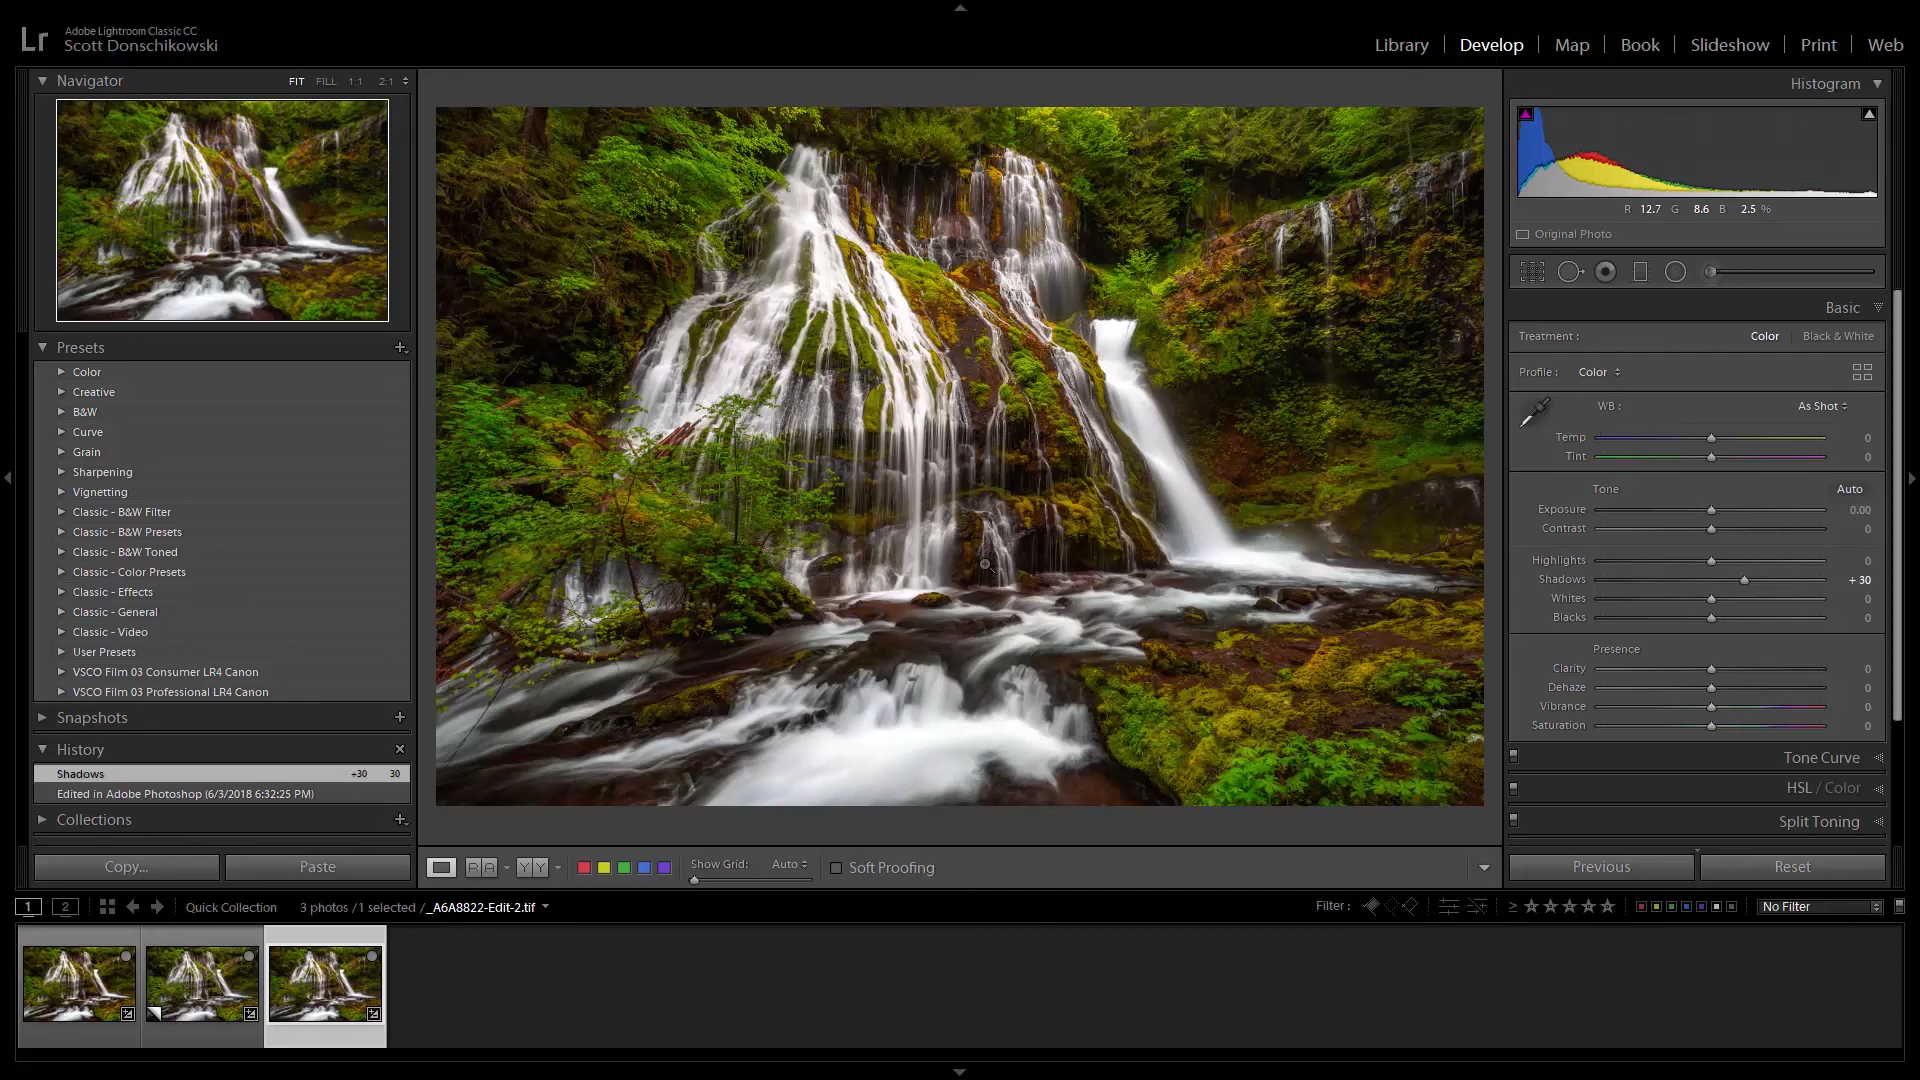 Lr
Adobe Lightroom Classic CC
Scott Donschikowski
Library
Develop
Map
Book
Slideshow
Print
Web
Navigator
FIT
FILL
1:1
2:1
Presets
Color
Creative
B&W
Curve
Grain
Sharpening
Vignetting
Classic - B&W Filter
Classic - B&W Presets
Classic - B&W Toned
Classic - Color Presets
Classic - Effects
Classic - General
Classic - Video
User Presets
VSCO Film 03 Consumer LR4 Canon
VSCO Film 03 Professional LR4 Canon
Snapshots
History
Shadows +30 30
Edited in Adobe Photoshop (6/3/2018 6:32:25 PM)
Collections
Copy...
Paste
R A
Y Y
Show Grid: Auto
Soft Proofing
Histogram
R 12.7 G 8.6 B 2.5 %
Original Photo
Basic
Treatment : Color Black & White
Profile : Color
WB : As Shot
Temp 0
Tint 0
Tone Auto
Exposure 0.00
Contrast 0
Highlights 0
Shadows + 30
Whites 0
Blacks 0
Presence
Clarity 0
Dehaze 0
Vibrance 0
Saturation 0
Tone Curve
HSL / Color
Split Toning
Previous
Reset
1
2
Quick Collection
3 photos /1 selected /_A6A8822-Edit-2.tif
Filter :
≥
No Filter